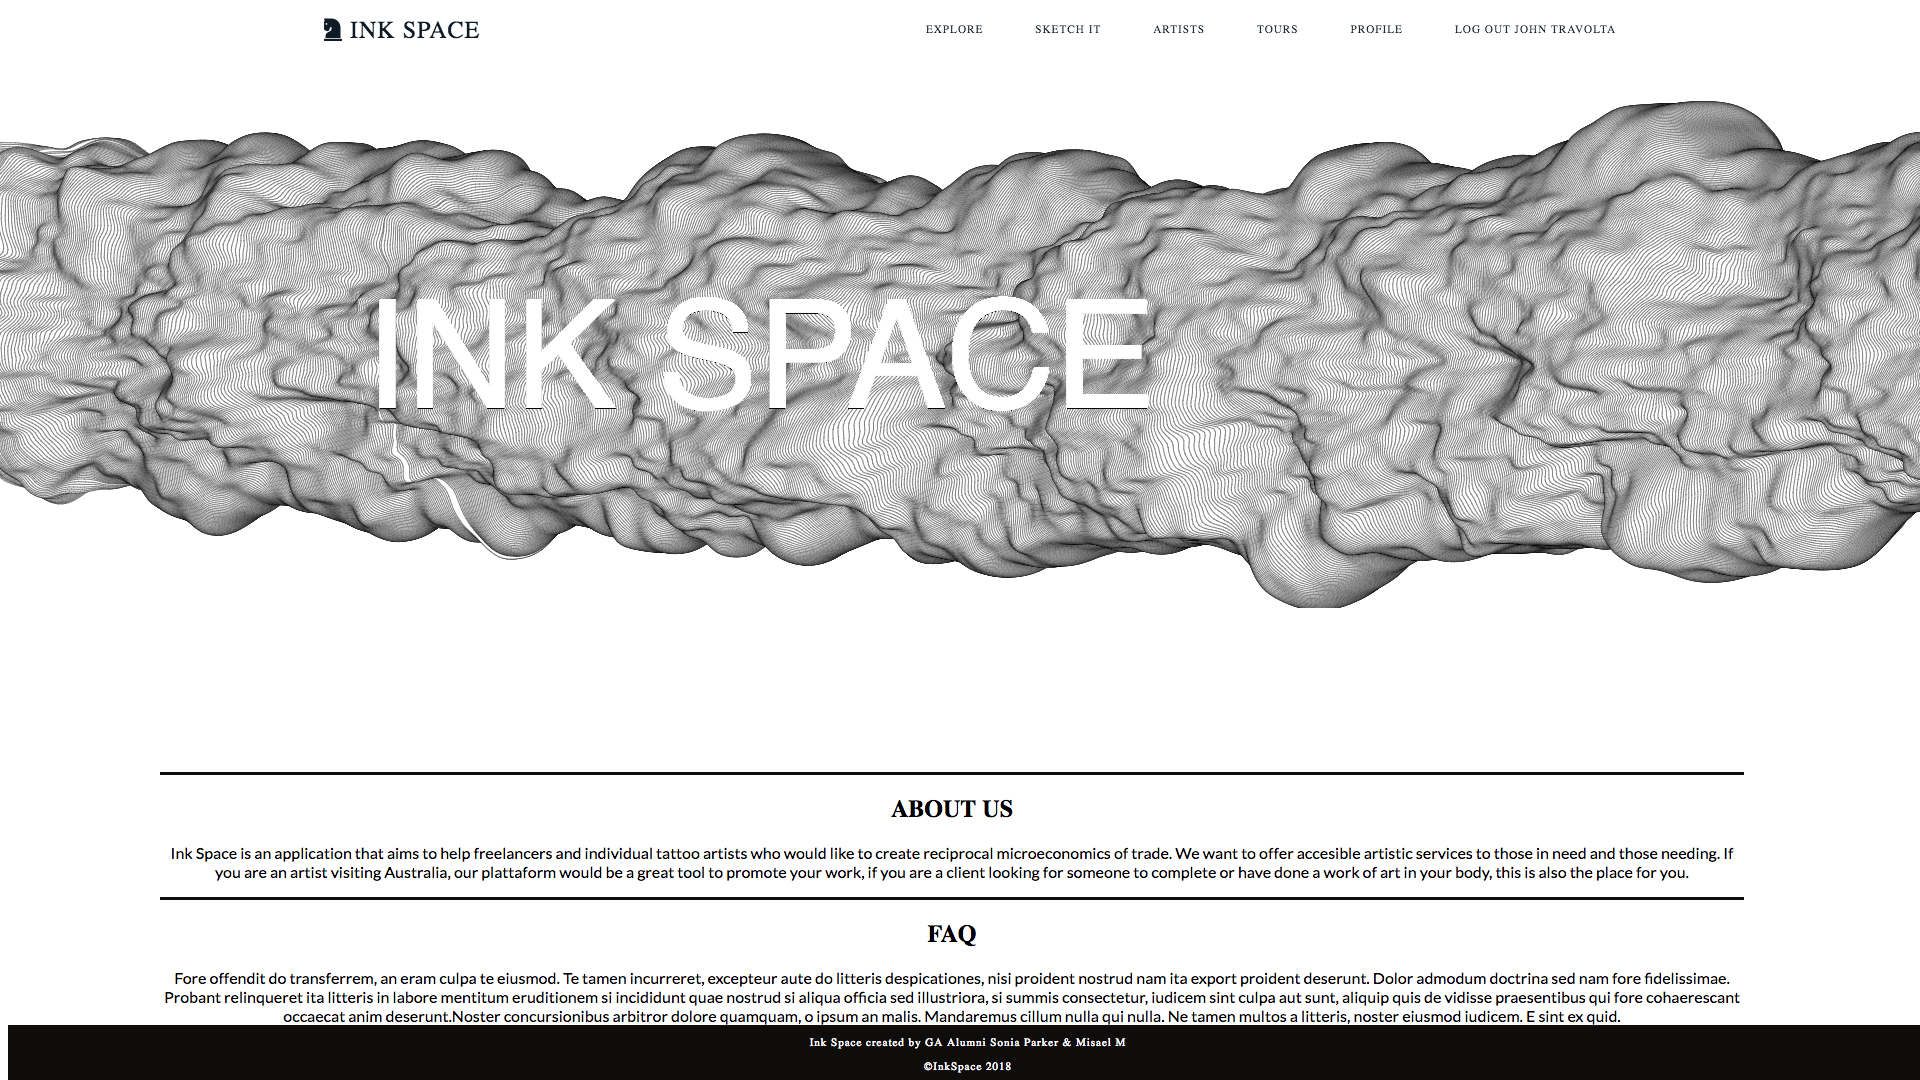 INK SPACE
EXPLORE SKETCH IT ARTISTS TOURS PROFILE LOG OUT JOHN TRAVOLTA
INK SPACE
ABOUT US
Ink Space is an application that aims to help freelancers and individual tattoo artists who would like to create reciprocal microeconomics of trade. We want to offer accesible artistic services to those in need and those needing. If
you are an artist visiting Australia, our plattaform would be a great tool to promote your work, if you are a client looking for someone to complete or have done a work of art in your body, this is also the place for you.
FAQ
Fore offendit do transferrem, an eram culpa te eiusmod. Te tamen incurreret, excepteur aute do litteris despicationes, nisi proident nostrud nam ita export proident deserunt. Dolor admodum doctrina sed nam fore fidelissimae.
Probant relinqueret ita litteris in labore mentitum eruditionem si incididunt quae nostrud si aliqua officia sed illustriora, si summis consectetur, iudicem sint culpa aut sunt, aliquip quis de vidisse praesentibus qui fore cohaerescant
occaecat anim deserunt.Noster concursionibus arbitror dolore quamquam, o ipsum an malis. Mandaremus cillum nulla qui nulla. Ne tamen multos a litteris, noster eiusmod iudicem. E sint ex quid.
Ink Space created by GA Alumni Sonia Parker & Misael M
©InkSpace 2018